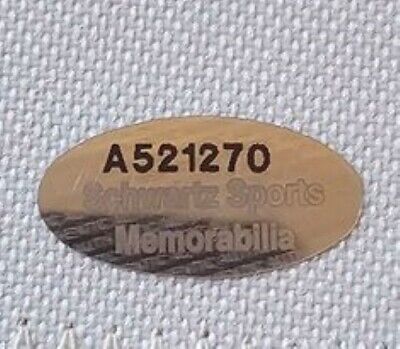 A521270
Schwartz Sports
Memorabilia